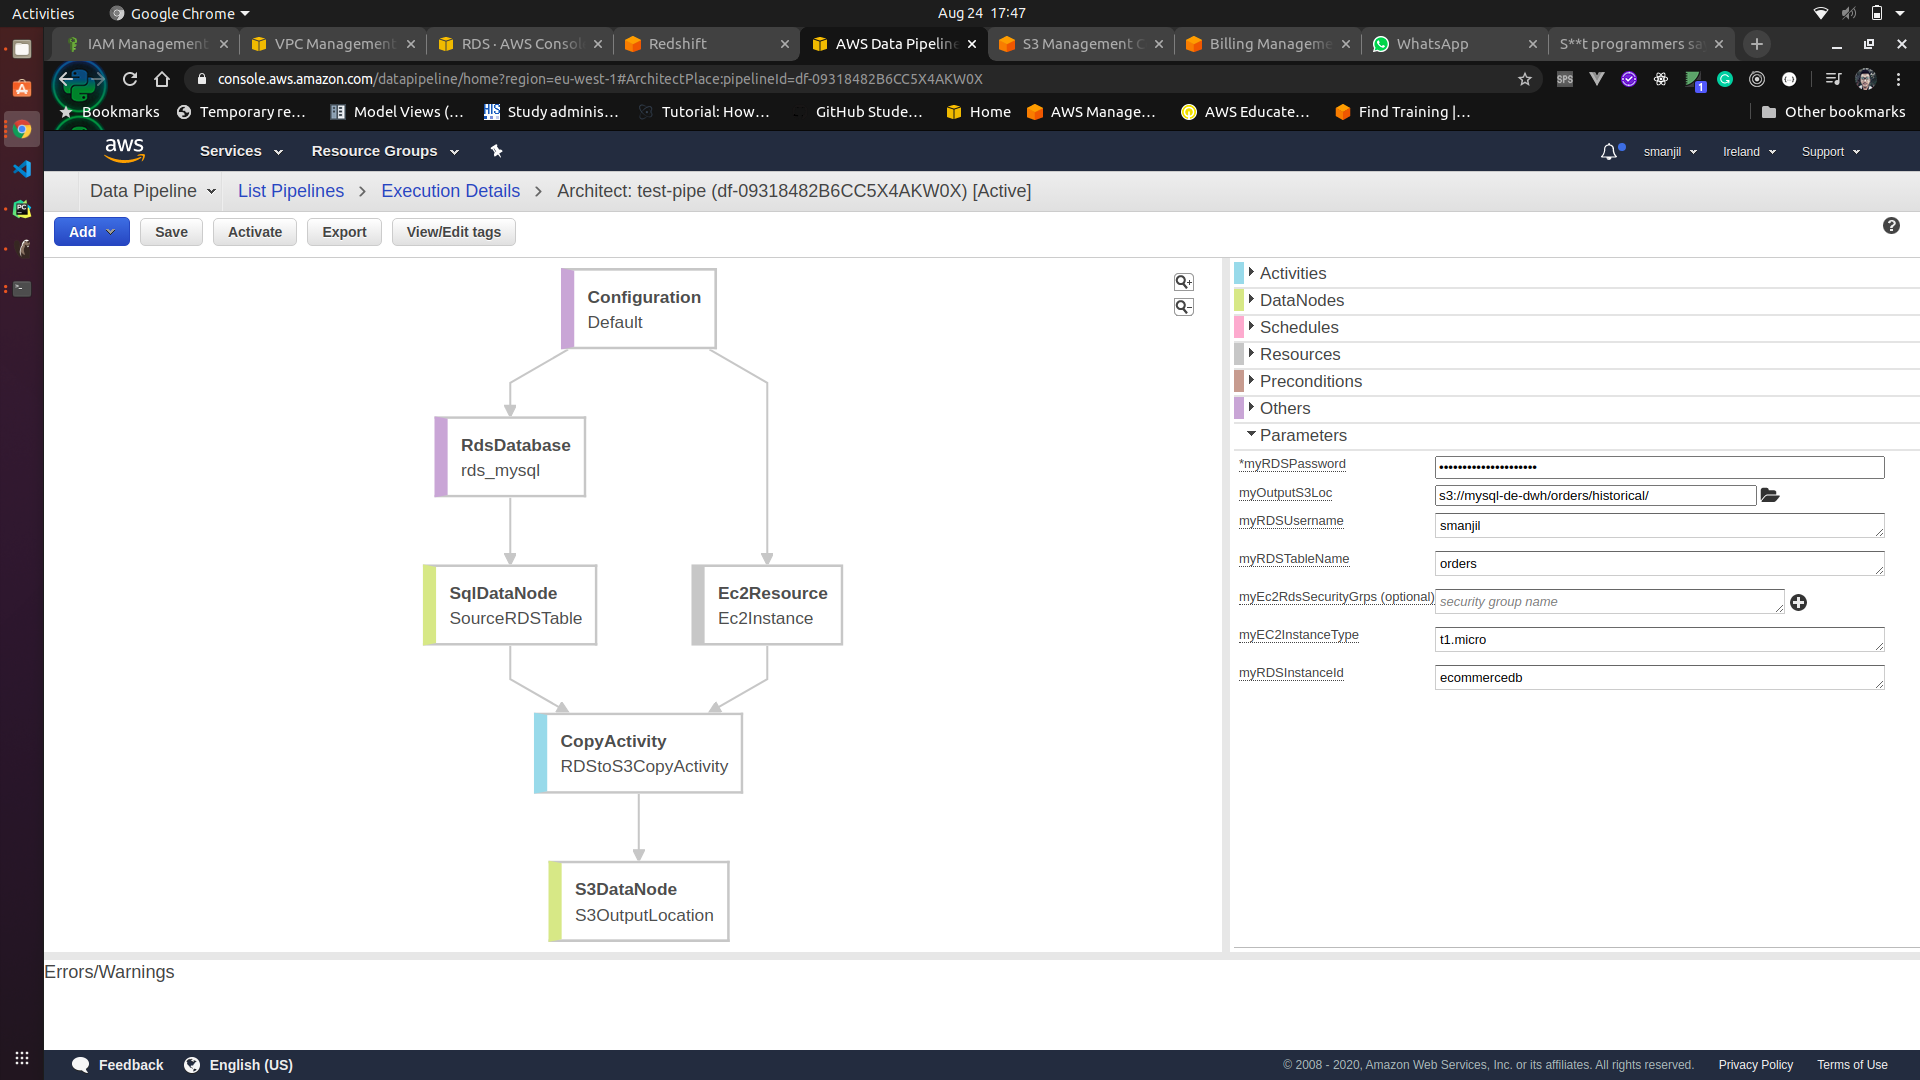 Activities
Google Chrome
Aug 24 17:47
IAM Management
VPC Management
RDS · AWS Consol
Redshift
AWS Data Pipeline
S3 Management C
Billing Manageme
WhatsApp
S**t programmers sa
console.aws.amazon.com/datapipeline/home?region=eu-west-1#ArchitectPlace:pipelineId=df-09318482B6CC5X4AKW0X
SPS
1
Bookmarks
Temporary re…
Model Views (…
HIS
Study adminis…
Tutorial: How…
GitHub Stude…
Home
AWS Manage…
AWS Educate…
Find Training |…
Other bookmarks
aws
Services
Resource Groups
smanjil
Ireland
Support
Data Pipeline
List Pipelines
Execution Details
Architect: test-pipe (df-09318482B6CC5X4AKW0X) [Active]
Add
Save
Activate
Export
View/Edit tags
Configuration
Default
RdsDatabase
rds_mysql
SqlDataNode
SourceRDSTable
Ec2Resource
Ec2Instance
CopyActivity
RDStoS3CopyActivity
S3DataNode
S3OutputLocation
Activities
DataNodes
Schedules
Resources
Preconditions
Others
Parameters
*myRDSPassword
•••••••••••••••••••••
myOutputS3Loc
s3://mysql-de-dwh/orders/historical/
myRDSUsername
smanjil
myRDSTableName
orders
myEc2RdsSecurityGrps (optional)
security group name
myEC2InstanceType
t1.micro
myRDSInstanceId
ecommercedb
Errors/Warnings
Feedback
English (US)
© 2008 - 2020, Amazon Web Services, Inc. or its affiliates. All rights reserved.
Privacy Policy
Terms of Use